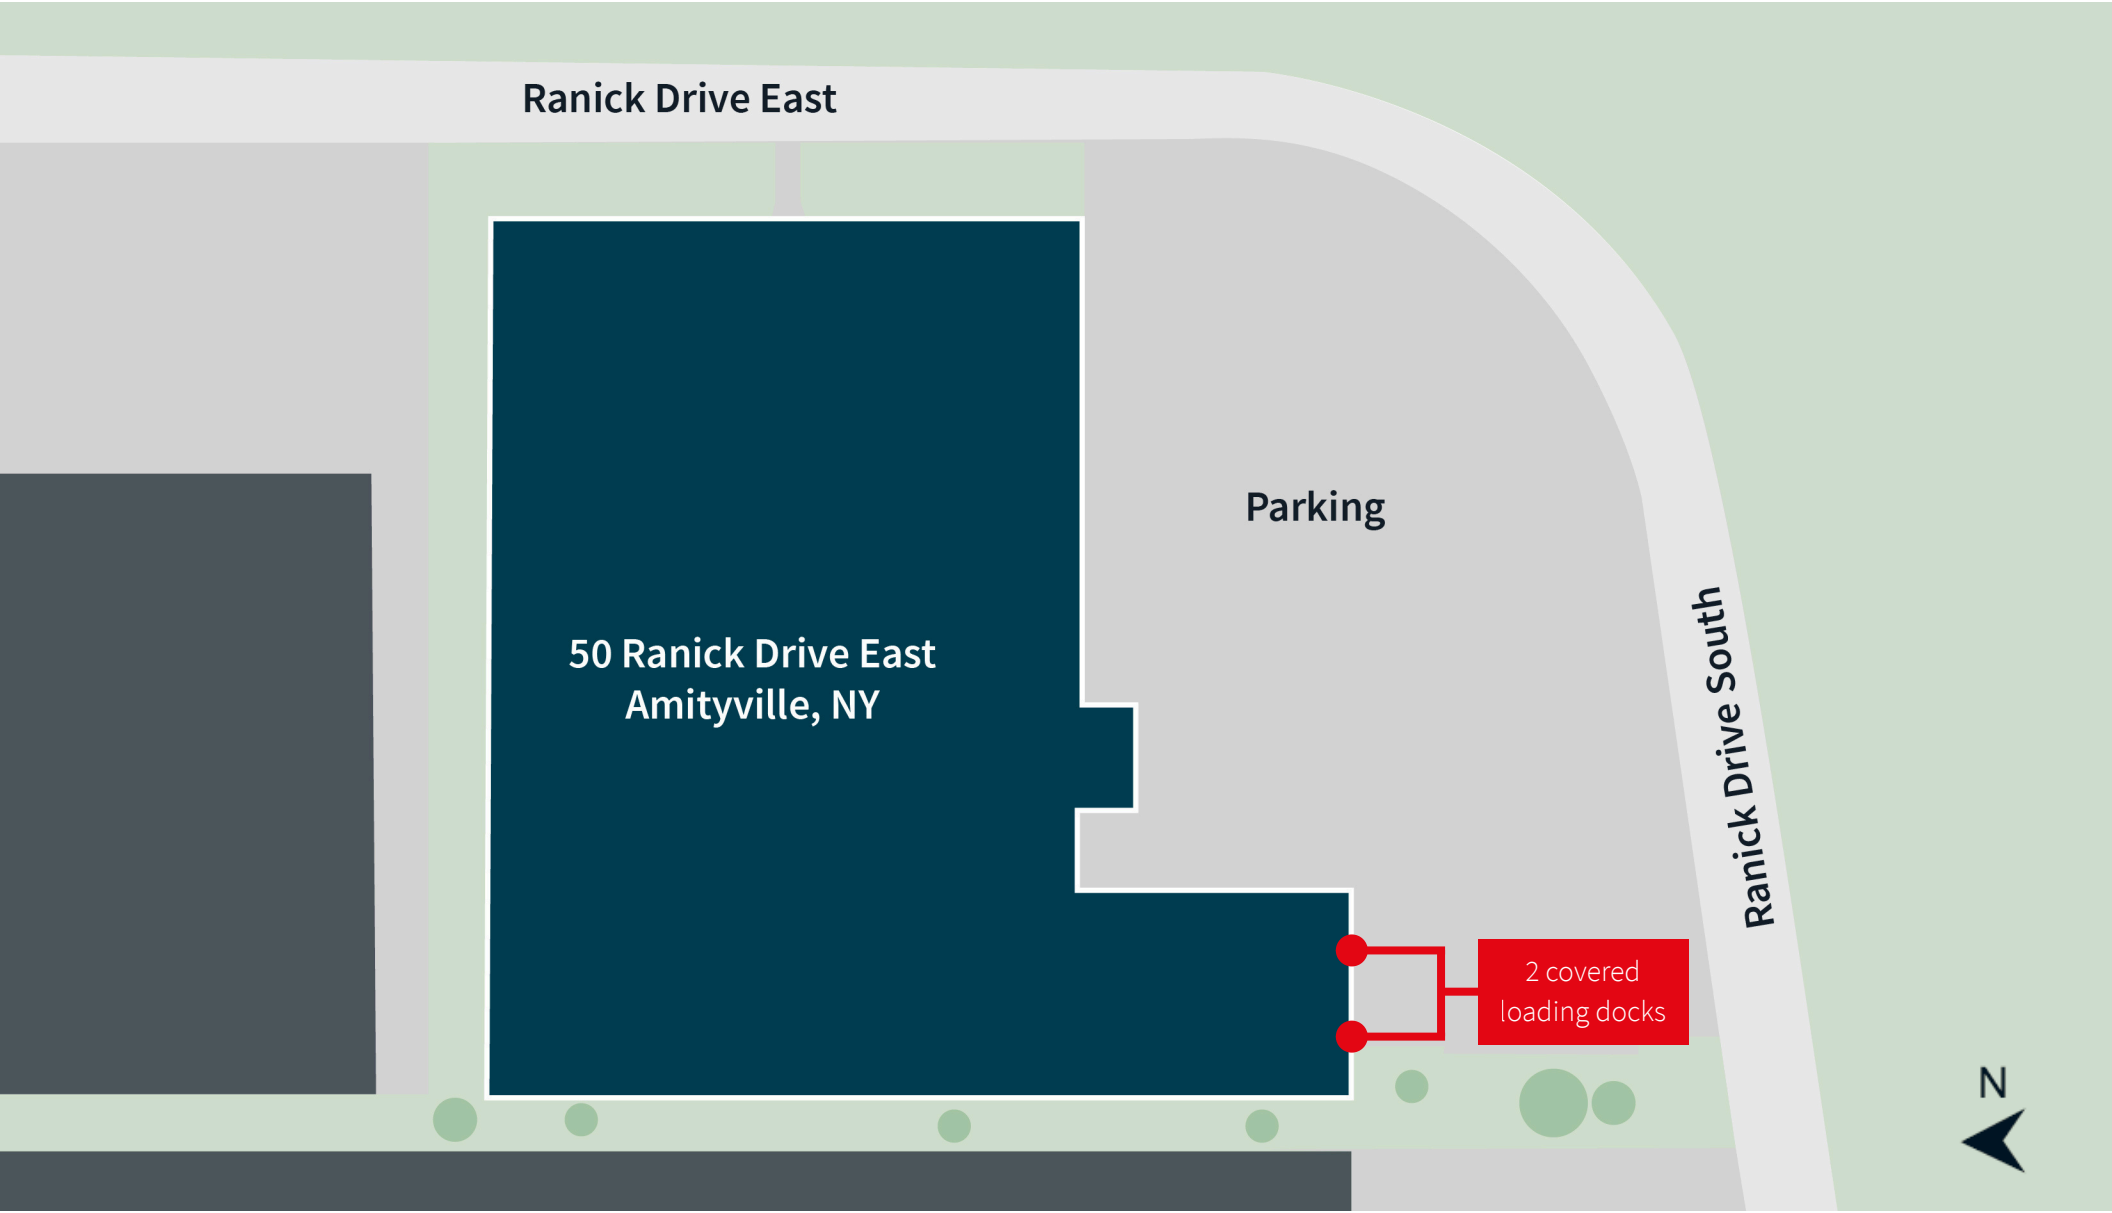 Ranick Drive East
Parking
50 Ranick Drive East
Amityville, NY
Ranick Drive South
2 covered
loading docks
N